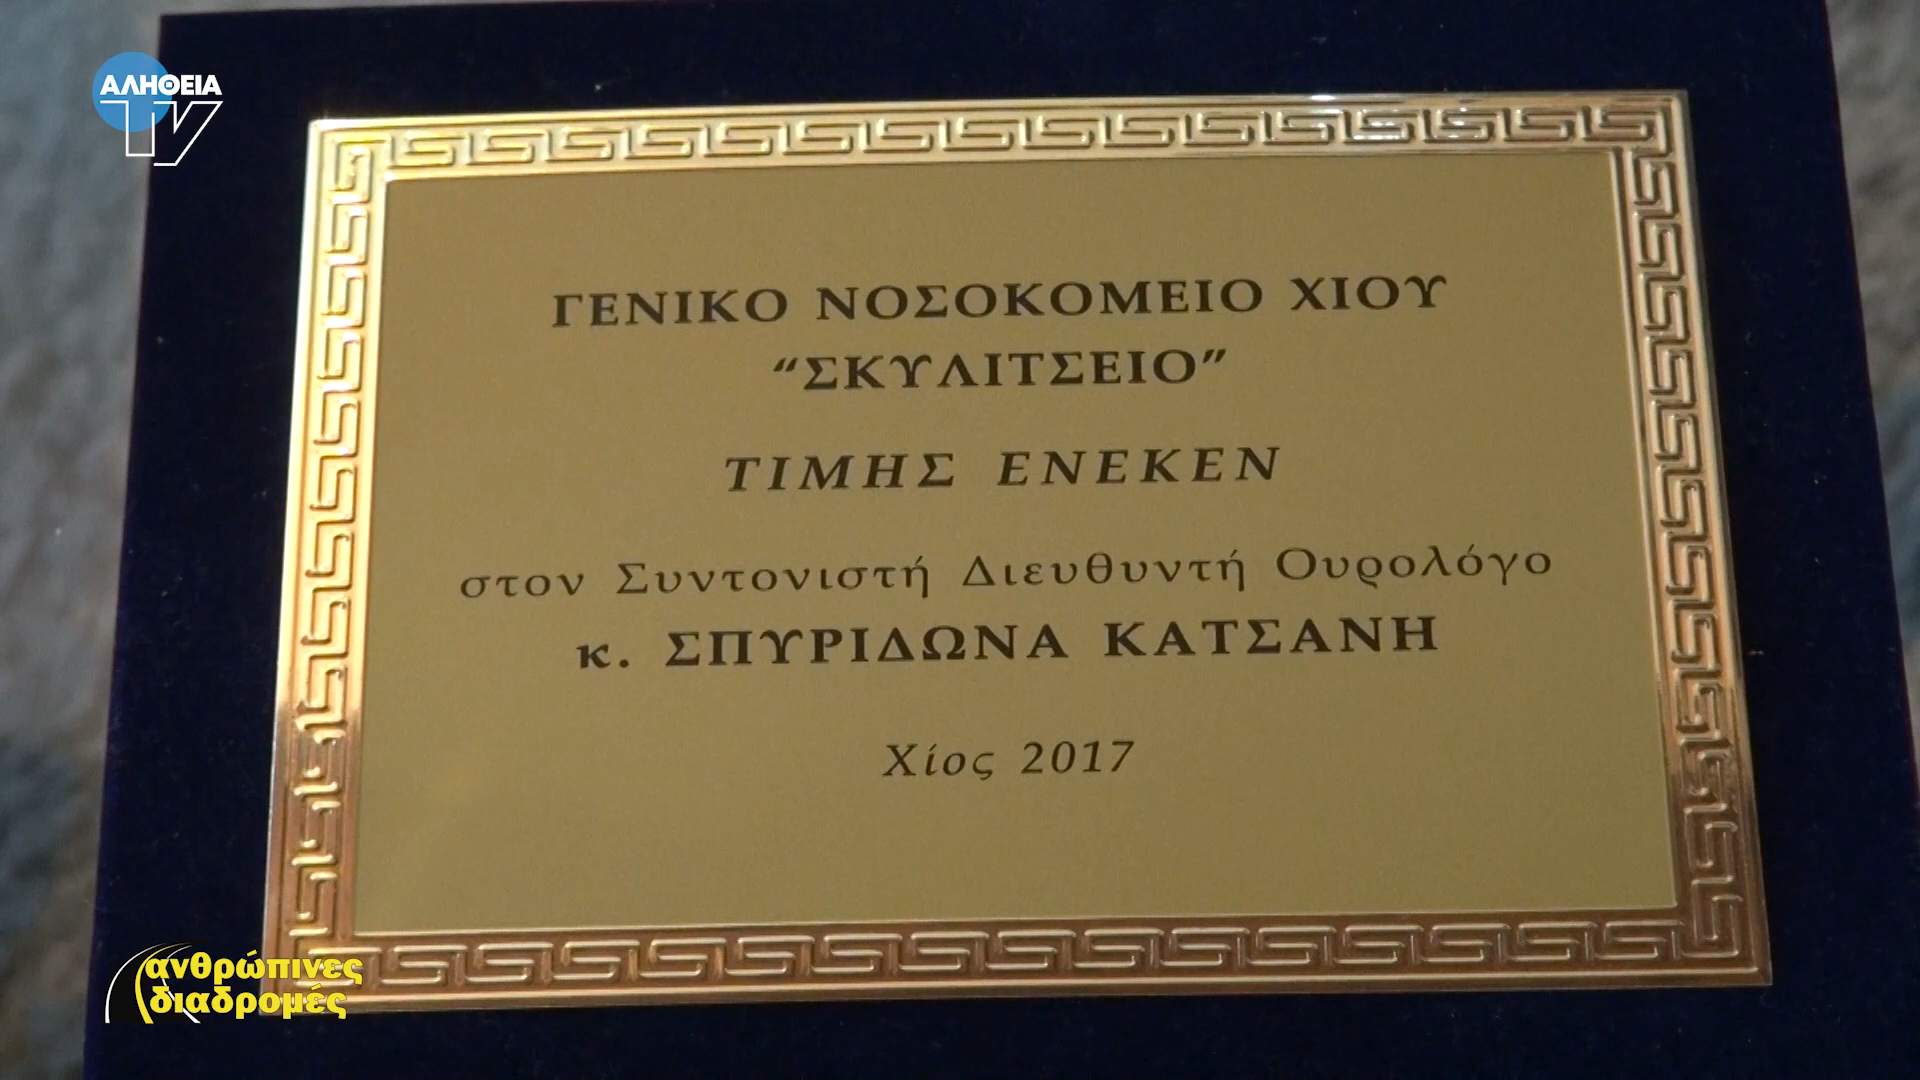 ΑΛΗΘΕΙΑ
TV
ΓΕΝΙΚΟ ΝΟΣΟΚΟΜΕΙΟ ΧΙΟΥ
“ΣΚΥΛΙΤΣΕΙΟ”
ΤΙΜΗΣ ΕΝΕΚΕΝ
στον Συντονιστή Διευθυντή Ουρολόγο
κ. ΣΠΥΡΙΔΩΝΑ ΚΑΤΣΑΝΗ
Χίος 2017
ανθρώπινες
διαδρομές